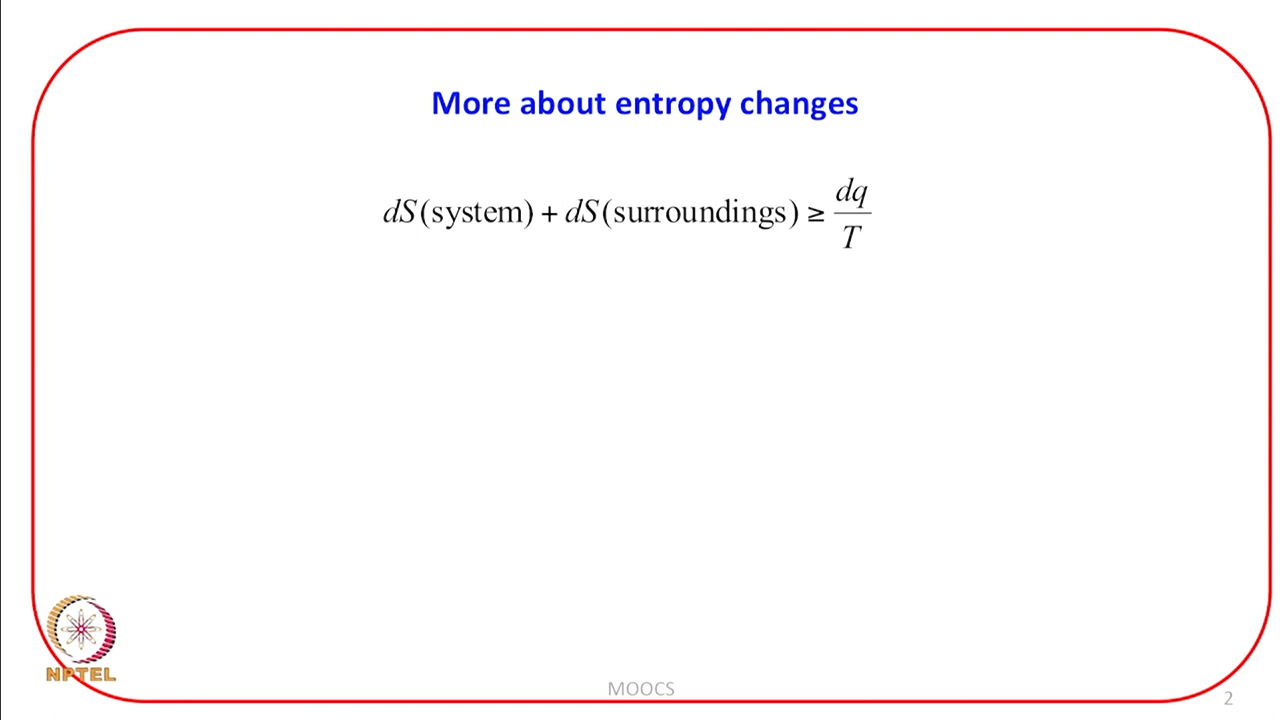 More about entropy changes
dS(system) + dS(surroundings) ≥ dq/T
NPTEL
MOOCS
2